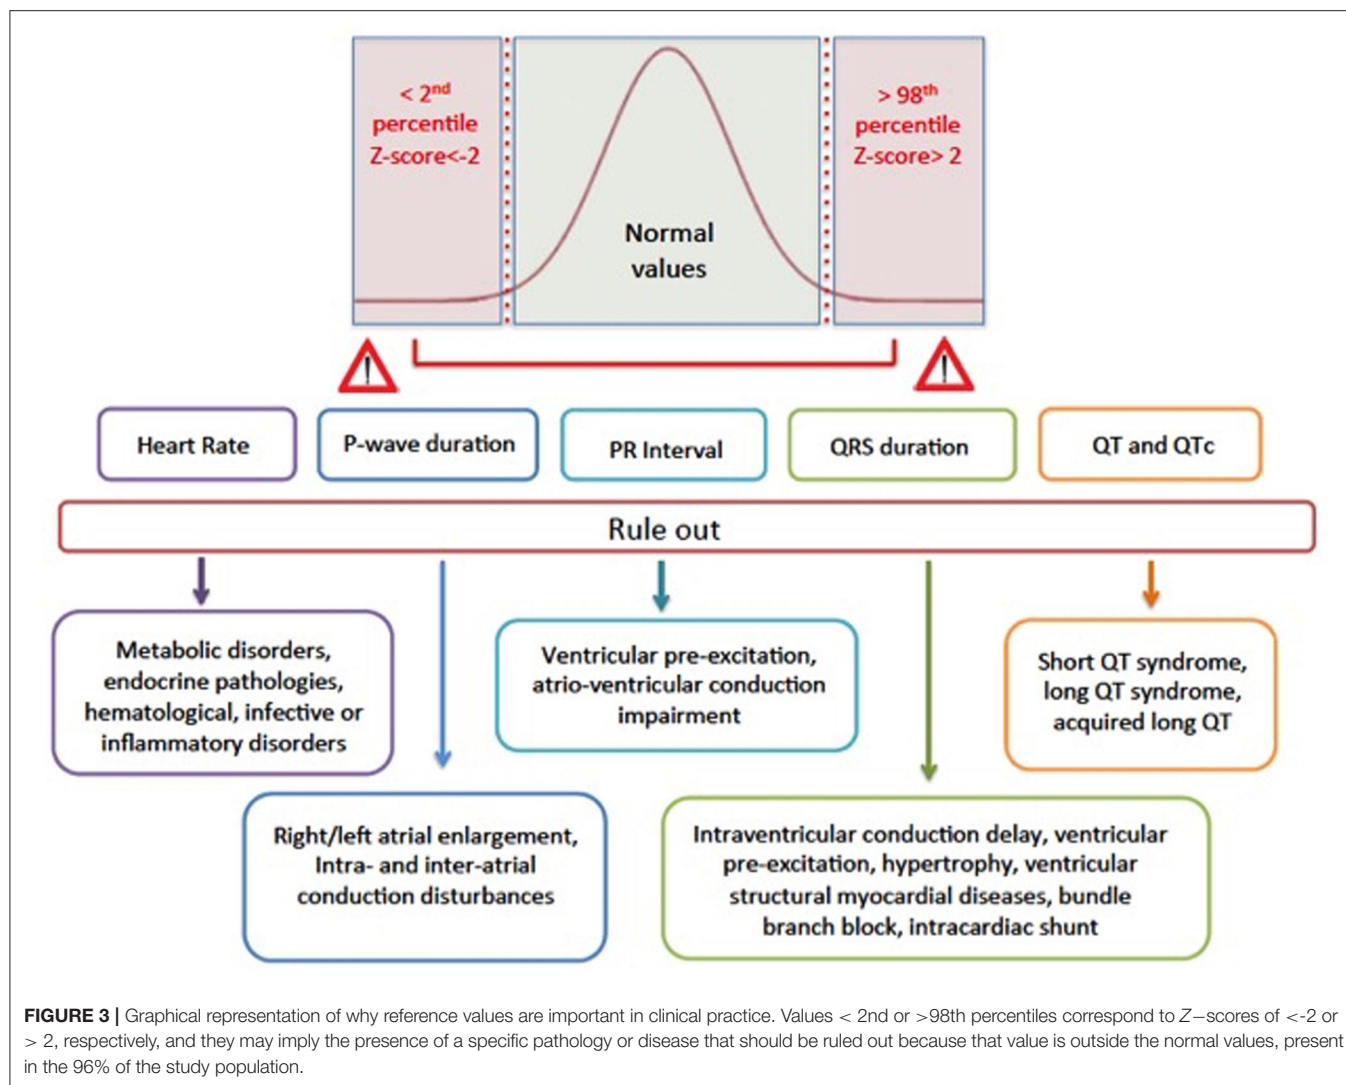 < 2nd
percentile
Z-score<-2
Normal
values
> 98th
percentile
Z-score> 2
!
!
Heart Rate
P-wave duration
PR Interval
QRS duration
QT and QTc
Rule out
Metabolic disorders,
endocrine pathologies,
hematological, infective or
inflammatory disorders
Ventricular pre-excitation,
atrio-ventricular conduction
impairment
Short QT syndrome,
long QT syndrome,
acquired long QT
Right/left atrial enlargement,
Intra- and inter-atrial
conduction disturbances
Intraventricular conduction delay, ventricular
pre-excitation, hypertrophy, ventricular
structural myocardial diseases, bundle
branch block, intracardiac shunt
FIGURE 3 | Graphical representation of why reference values are important in clinical practice. Values < 2nd or >98th percentiles correspond to Z−scores of <-2 or
> 2, respectively, and they may imply the presence of a specific pathology or disease that should be ruled out because that value is outside the normal values, present
in the 96% of the study population.